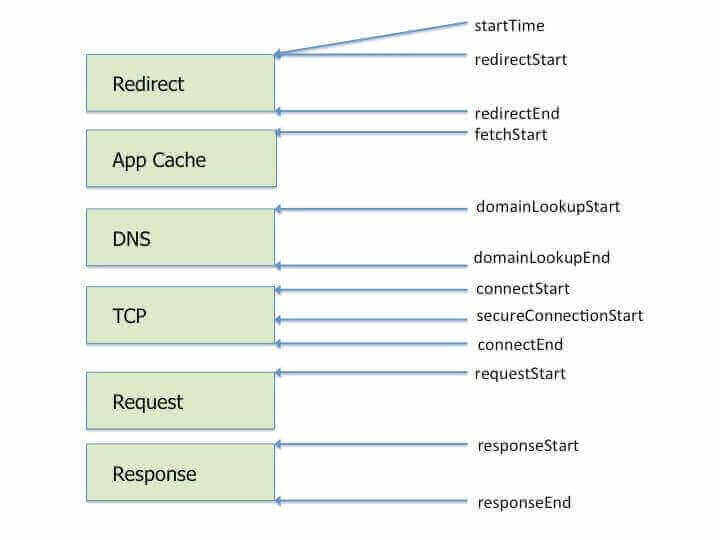 startTime
redirectStart
Redirect
redirectEnd
fetchStart
App Cache
domainLookupStart
DNS
domainLookupEnd
connectStart
TCP
secureConnectionStart
connectEnd
requestStart
Request
responseStart
Response
responseEnd